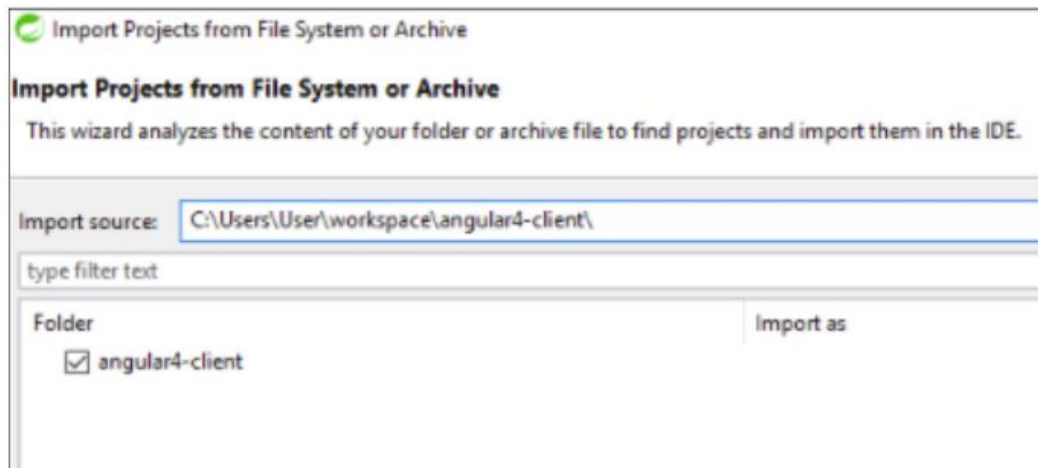 Import Projects from File System or Archive
Import Projects from File System or Archive
This wizard analyzes the content of your folder or archive file to find projects and import them in the IDE.
Import source: C:\Users\User\workspace\angular4-client\
type filter text
Folder Import as
angular4-client